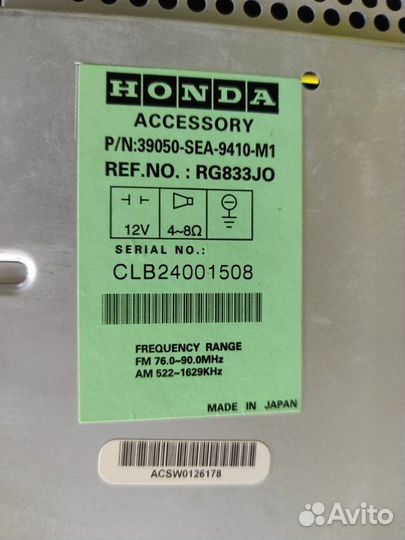 HONDA
ACCESSORY
P/N:39050-SEA-9410-M1
REF.NO. : RG833JO
12V 4~8Ω
SERIAL NO.:
CLB24001508
FREQUENCY RANGE
FM 76.0~90.0MHz
AM 522~1629KHz
MADE IN JAPAN
ACSW0126178
Avito